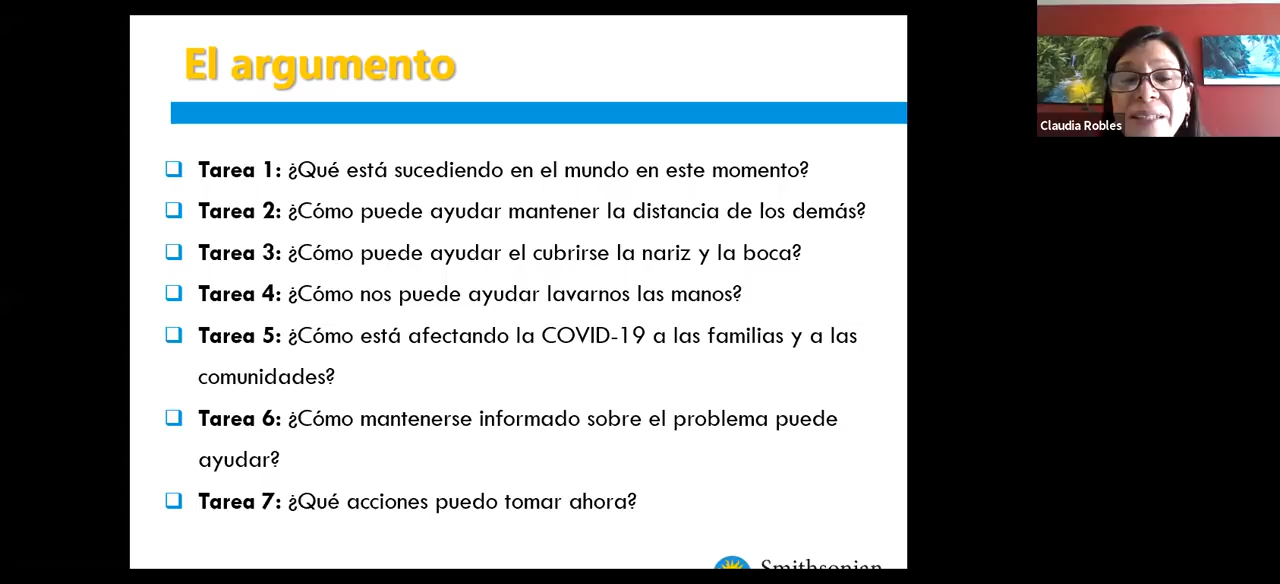 El argumento
Tarea 1: ¿Qué está sucediendo en el mundo en este momento?
Tarea 2: ¿Cómo puede ayudar mantener la distancia de los demás?
Tarea 3: ¿Cómo puede ayudar el cubrirse la nariz y la boca?
Tarea 4: ¿Cómo nos puede ayudar lavarnos las manos?
Tarea 5: ¿Cómo está afectando la COVID-19 a las familias y a las
comunidades?
Tarea 6: ¿Cómo mantenerse informado sobre el problema puede
ayudar?
Tarea 7: ¿Qué acciones puedo tomar ahora?
Smithsonian
Claudia Robles